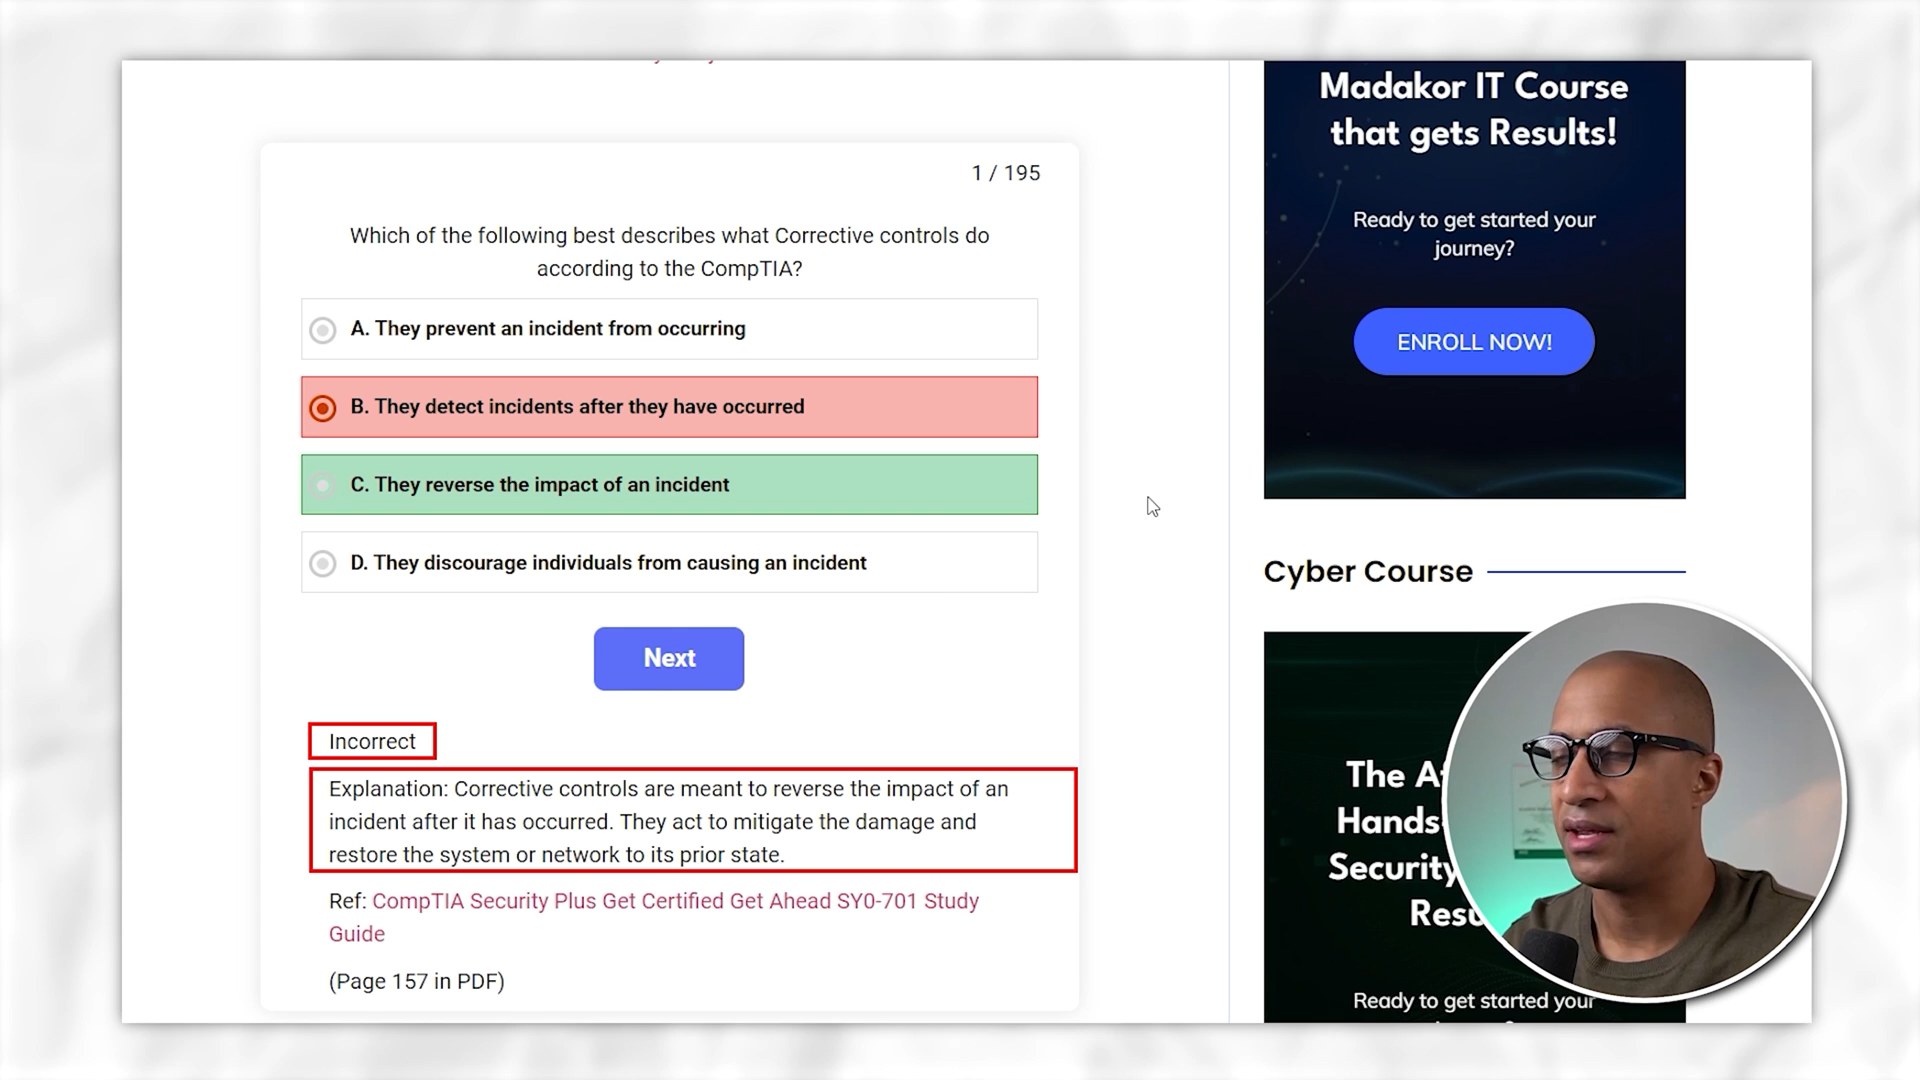 1 / 195
Which of the following best describes what Corrective controls do
according to the CompTIA?
A. They prevent an incident from occurring
B. They detect incidents after they have occurred
C. They reverse the impact of an incident
D. They discourage individuals from causing an incident
Next
Incorrect
Explanation: Corrective controls are meant to reverse the impact of an
incident after it has occurred. They act to mitigate the damage and
restore the system or network to its prior state.
Ref: CompTIA Security Plus Get Certified Get Ahead SY0-701 Study
Guide
(Page 157 in PDF)
Madakor IT Course
that gets Results!
Ready to get started your
journey?
ENROLL NOW!
Cyber Course
The
Hands
Security
Ready to get started your